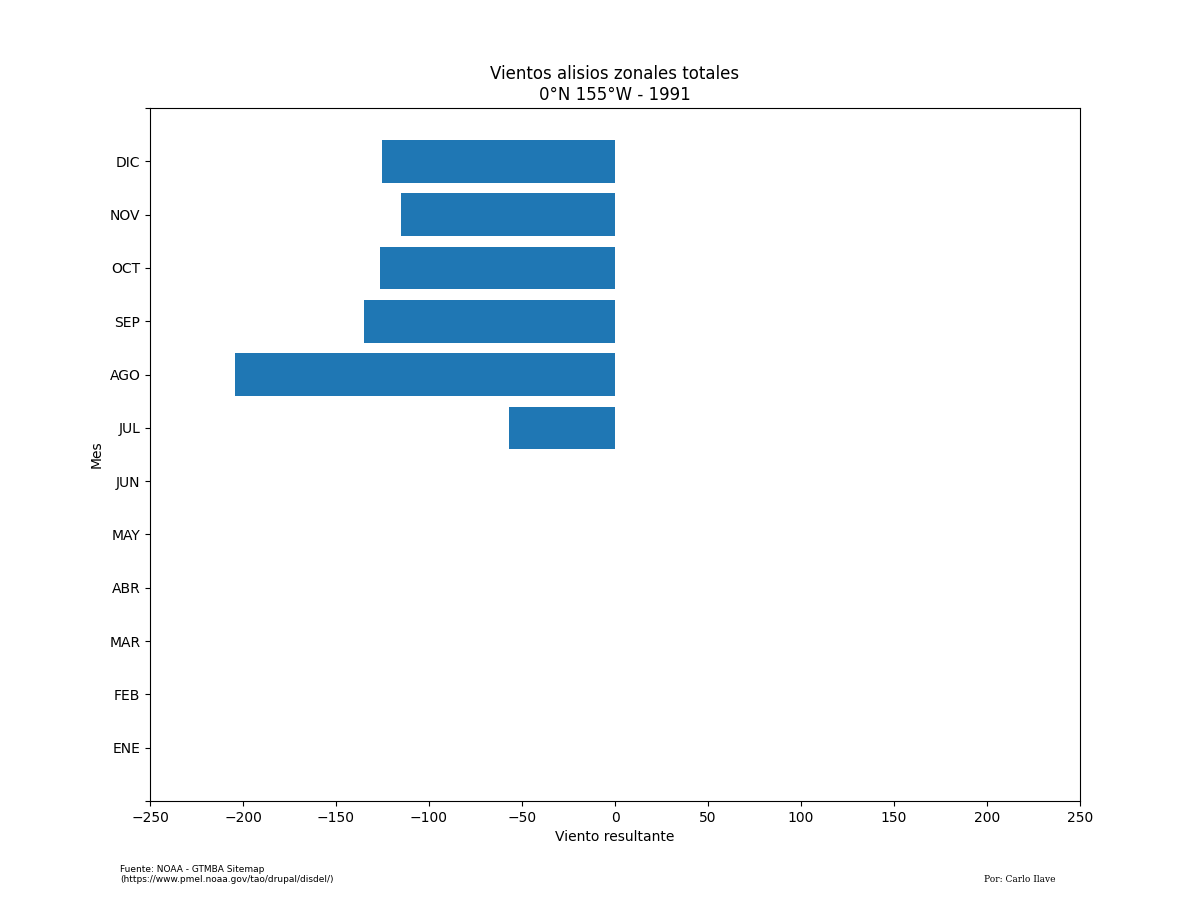 Vientos alisios zonales totales
0°N 155°W - 1991
DIC
NOV
OCT
SEP
AGO
JUL
JUN
MAY
ABR
MAR
FEB
ENE
Mes
−250 −200 −150 −100 −50 0 50 100 150 200 250
Viento resultante
Fuente: NOAA - GTMBA Sitemap
(https://www.pmel.noaa.gov/tao/drupal/disdel/)
Por: Carlo Ilave